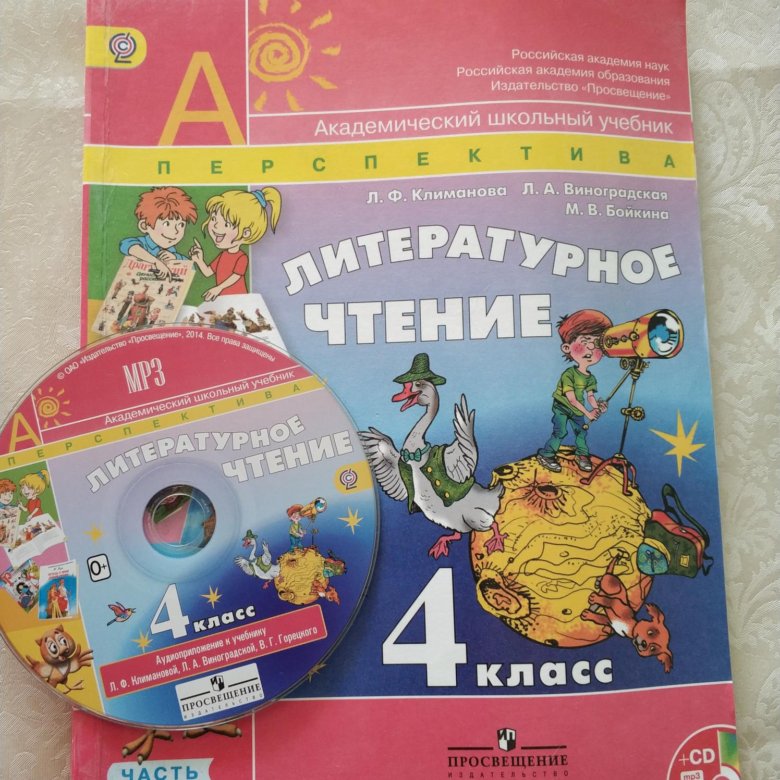 А
Российская академия наук
Российская академия образования
Издательство «Просвещение»
Академический школьный учебник
ПЕРСПЕКТИВА
Л. Ф. Климанова Л. А. Виноградская
М. В. Бойкина
ЛИТЕРАТУРНОЕ
ЧТЕНИЕ
4 класс
ПРОСВЕЩЕНИЕ
ИЗДАТЕЛЬСТВО
+CD
mp3
ЧАСТЬ
© ОАО «Издательство «Просвещение», 2014. Все права защищены
MP3
А
Академический школьный учебник
ПЕРСПЕКТИВА
ЛИТЕРАТУРНОЕ
ЧТЕНИЕ
0+
4 класс
Аудиоприложение к учебнику
Л. Ф. Климановой, Л. А. Виноградской, В. Г. Горецкого
ПРОСВЕЩЕНИЕ
ИЗДАТЕЛЬСТВО